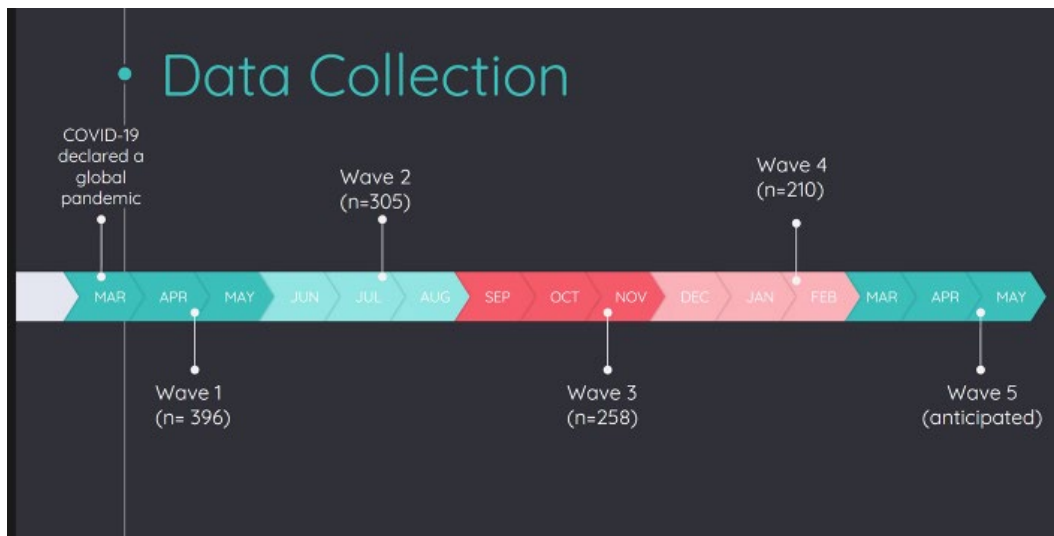 Data Collection
COVID-19
declared a
global
pandemic
Wave 2
(n=305)
Wave 4
(n=210)
MAR APR MAY JUN JUL AUG SEP OCT NOV DEC JAN FEB MAR APR MAY
Wave 1
(n= 396)
Wave 3
(n=258)
Wave 5
(anticipated)